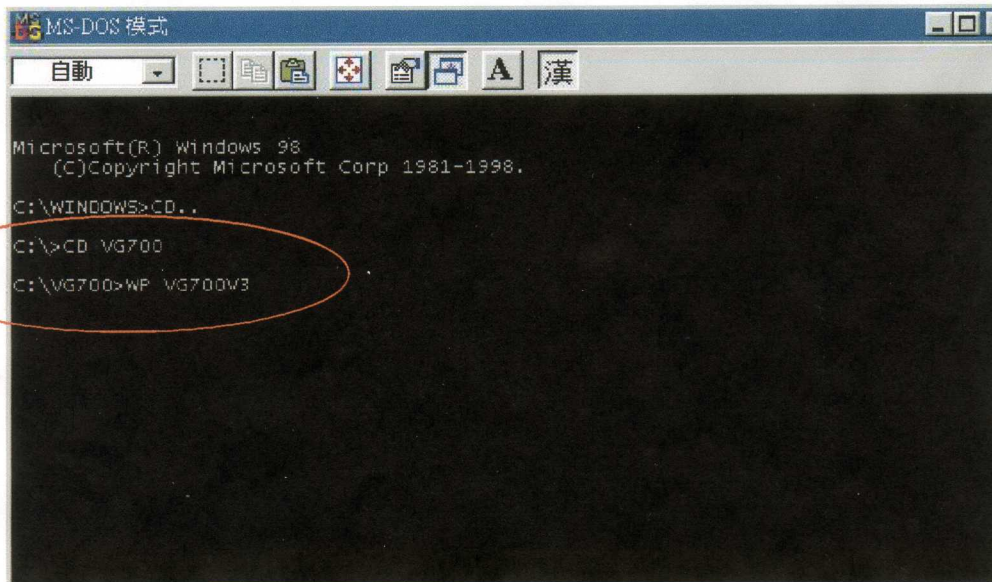 MS-DOS 模式
自動 A 漢
Microsoft(R) Windows 98
(C)Copyright Microsoft Corp 1981-1998.
C:\WINDOWS>CD..
C:\>CD VG700
C:\VG700>WP VG700V3